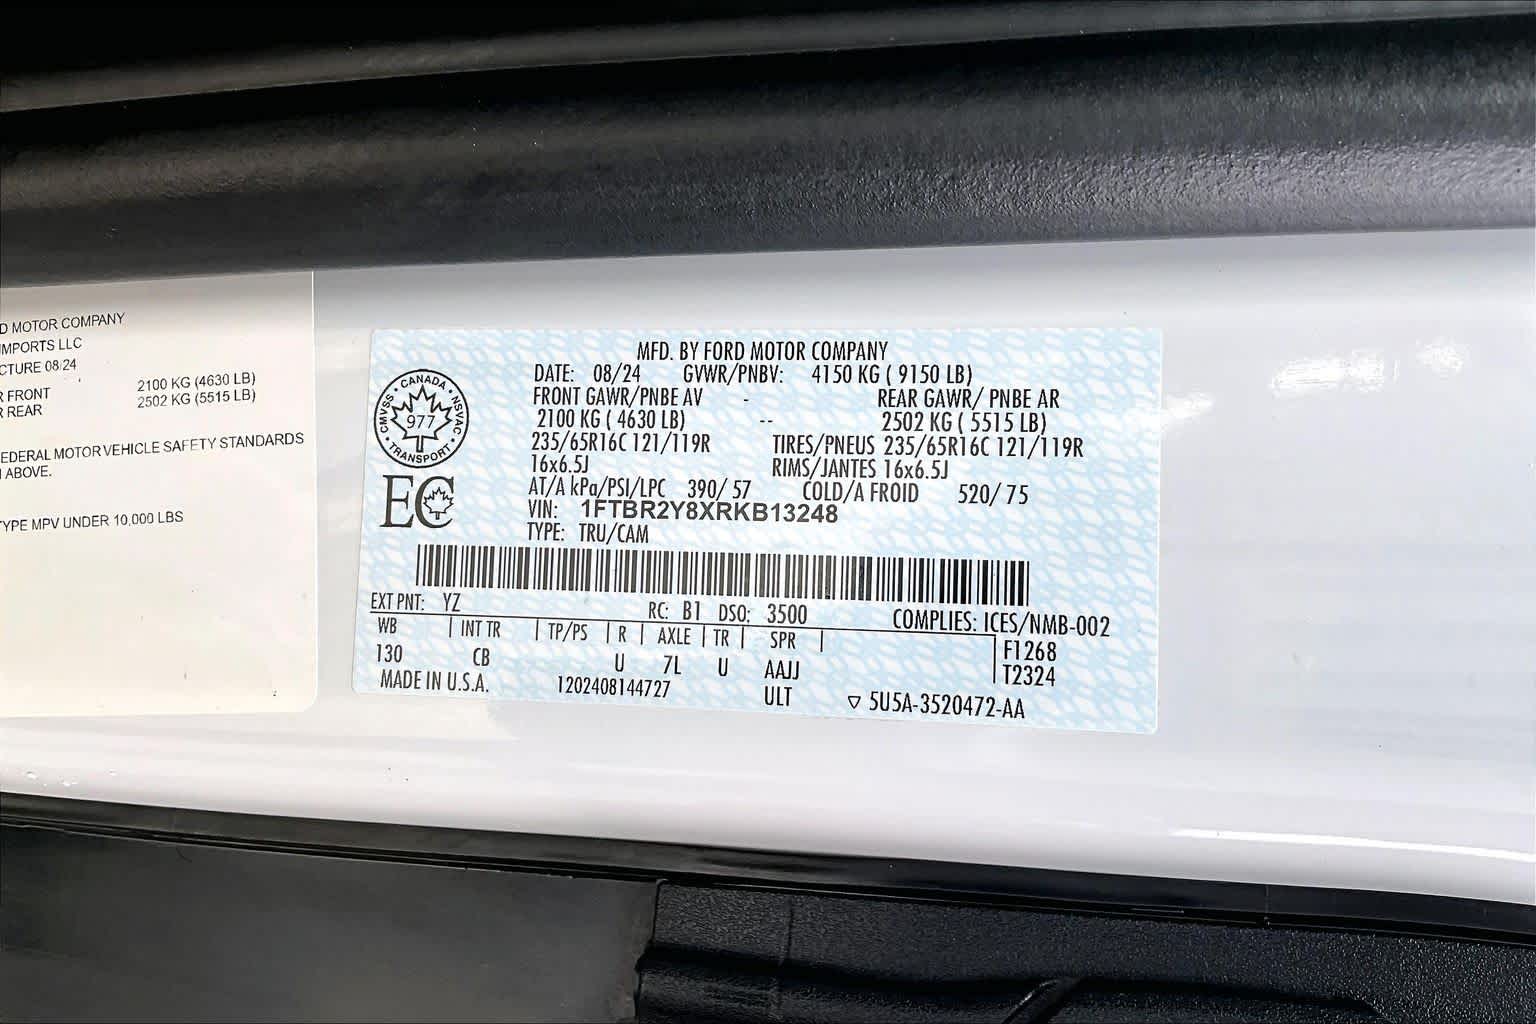 D MOTOR COMPANY
IMPORTS LLC
CTURE 08/24
R FRONT 2100 KG (4630 LB)
R REAR 2502 KG (5515 LB)
EDERAL MOTOR VEHICLE SAFETY STANDARDS
ABOVE.
TYPE MPV UNDER 10,000 LBS
MFD. BY FORD MOTOR COMPANY
DATE: 08/24 GVWR/PNBV: 4150 KG ( 9150 LB)
FRONT GAWR/PNBE AV - REAR GAWR/ PNBE AR
2100 KG ( 4630 LB) -- 2502 KG ( 5515 LB)
235/65R16C 121/119R TIRES/PNEUS 235/65R16C 121/119R
16x6.5J RIMS/JANTES 16x6.5J
AT/A kPa/PSI/LPC 390/ 57 COLD/A FROID 520/ 75
VIN: 1FTBR2Y8XRKB13248
TYPE: TRU/CAM
CANADA
CMVSS · NSVAC
977
TRANSPORT
EC
EXT PNT: YZ RC: B1 DSO: 3500 COMPLIES: ICES/NMB-002
WB | INT TR | TP/PS | R | AXLE | TR | SPR | F1268
130 CB U 7L U AAJJ T2324
MADE IN U.S.A. 1202408144727 ULT ▽ 5U5A-3520472-AA